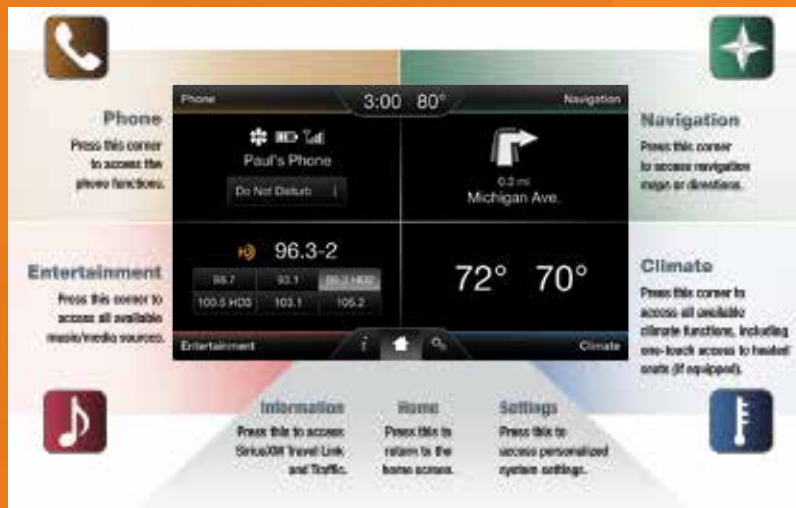 Phone
Press this corner
to access the
phone functions.
Entertainment
Press this corner to
access all available
music/media sources.
Phone
3:00 80°
Navigation
Paul's Phone
Do Not Disturb
0.2 mi
Michigan Ave.
96.3-2
98.7 93.1 96.3 HD2
100.5 HD3 103.1 105.2
72° 70°
Entertainment
i
Climate
Navigation
Press this corner
to access navigation
maps or directions.
Climate
Press this corner to
access all available
climate functions, including
one-touch access to heated
seats (if equipped).
Information
Press this to access
SiriusXM Travel Link
and Traffic.
Home
Press this to
return to the
home screen.
Settings
Press this to
access personalized
system settings.